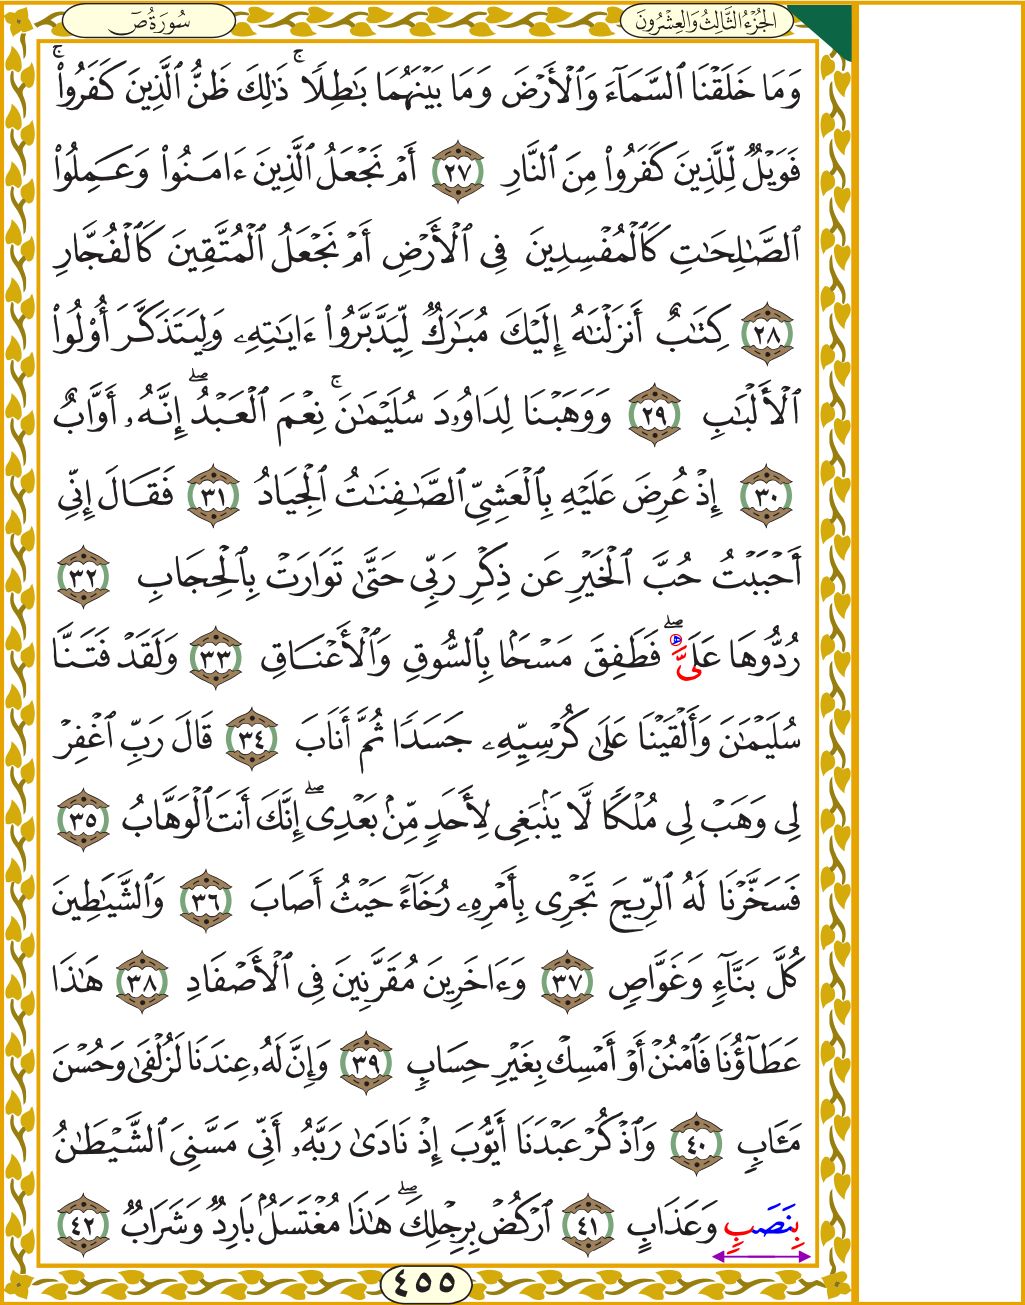 الجُزْءُ الثَّالِثُ وَالعِشْرُونَ
سُورَةُ صٓ
وَمَا خَلَقْنَا ٱلسَّمَآءَ وَٱلْأَرْضَ وَمَا بَيْنَهُمَا بَٰطِلًاۚ ذَٰلِكَ ظَنُّ ٱلَّذِينَ كَفَرُوا۟ۚ
فَوَيْلٌ لِّلَّذِينَ كَفَرُوا۟ مِنَ ٱلنَّارِ ٢٧ أَمْ نَجْعَلُ ٱلَّذِينَ ءَامَنُوا۟ وَعَمِلُوا۟
ٱلصَّٰلِحَٰتِ كَٱلْمُفْسِدِينَ فِى ٱلْأَرْضِ أَمْ نَجْعَلُ ٱلْمُتَّقِينَ كَٱلْفُجَّارِ
٢٨ كِتَٰبٌ أَنزَلْنَٰهُ إِلَيْكَ مُبَٰرَكٌ لِّيَدَّبَّرُوٓا۟ ءَايَٰتِهِۦ وَلِيَتَذَكَّرَ أُو۟لُوا۟
ٱلْأَلْبَٰبِ ٢٩ وَوَهَبْنَا لِدَاوُۥدَ سُلَيْمَٰنَۚ نِعْمَ ٱلْعَبْدُۖ إِنَّهُۥٓ أَوَّابٌ
٣٠ إِذْ عُرِضَ عَلَيْهِ بِٱلْعَشِىِّ ٱلصَّٰفِنَٰتُ ٱلْجِيَادُ ٣١ فَقَالَ إِنِّى
أَحْبَبْتُ حُبَّ ٱلْخَيْرِ عَن ذِكْرِ رَبِّى حَتَّىٰ تَوَارَتْ بِٱلْحِجَابِ ٣٢
رُدُّوهَا عَلَىَّۖ فَطَفِقَ مَسْحًۢا بِٱلسُّوقِ وَٱلْأَعْنَاقِ ٣٣ وَلَقَدْ فَتَنَّا
سُلَيْمَٰنَ وَأَلْقَيْنَا عَلَىٰ كُرْسِيِّهِۦ جَسَدًا ثُمَّ أَنَابَ ٣٤ قَالَ رَبِّ ٱغْفِرْ
لِى وَهَبْ لِى مُلْكًا لَّا يَنۢبَغِى لِأَحَدٍ مِّنۢ بَعْدِىٓۖ إِنَّكَ أَنتَ ٱلْوَهَّابُ ٣٥
فَسَخَّرْنَا لَهُ ٱلرِّيحَ تَجْرِى بِأَمْرِهِۦ رُخَآءً حَيْثُ أَصَابَ ٣٦ وَٱلشَّيَٰطِينَ
كُلَّ بَنَّآءٍ وَغَوَّاصٍ ٣٧ وَءَاخَرِينَ مُقَرَّنِينَ فِى ٱلْأَصْفَادِ ٣٨ هَٰذَا
عَطَآؤُنَا فَٱمْنُنْ أَوْ أَمْسِكْ بِغَيْرِ حِسَابٍ ٣٩ وَإِنَّ لَهُۥ عِندَنَا لَزُلْفَىٰ وَحُسْنَ
مَـَٔابٍ ٤٠ وَٱذْكُرْ عَبْدَنَآ أَيُّوبَ إِذْ نَادَىٰ رَبَّهُۥٓ أَنِّى مَسَّنِىَ ٱلشَّيْطَٰنُ
بِنَصَبٍ وَعَذَابٍ ٤١ ٱرْكُضْ بِرِجْلِكَۖ هَٰذَا مُغْتَسَلٌۢ بَارِدٌ وَشَرَابٌ ٤٢
٤٥٥